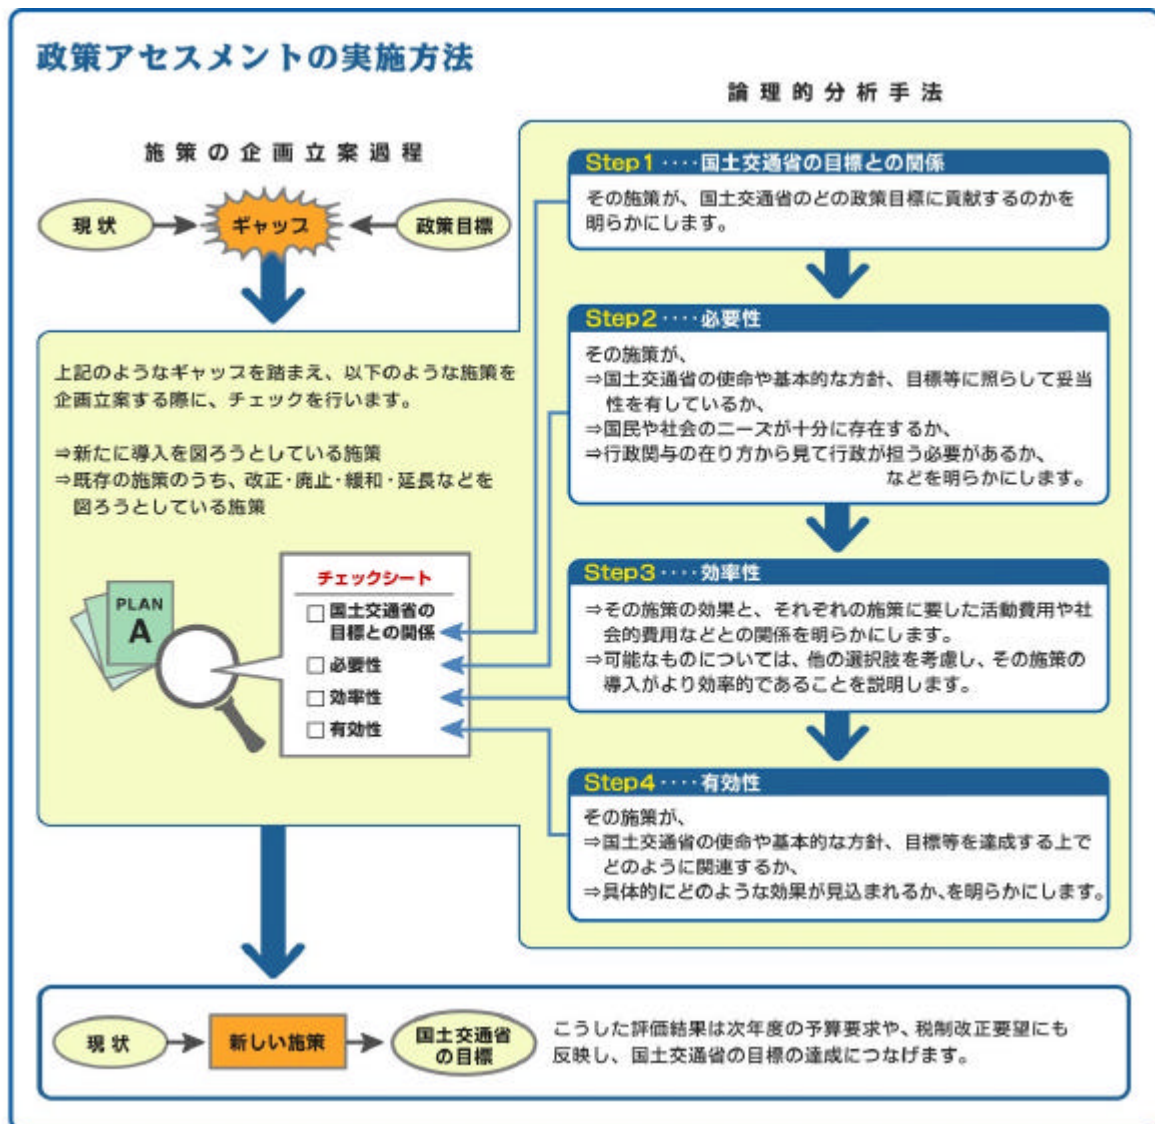 政策アセスメントの実施方法
施策の企画立案過程
現状
ギャップ
政策目標
上記のようなギャップを踏まえ、以下のような施策を
企画立案する際に、チェックを行います。
⇒新たに導入を図ろうとしている施策
⇒既存の施策のうち、改正・廃止・緩和・延長などを
図ろうとしている施策
PLAN
A
チェックシート
□国土交通省の
目標との関係
□必要性
□効率性
□有効性
論理的分析手法
Step1‥‥国土交通省の目標との関係
その施策が、国土交通省のどの政策目標に貢献するのかを
明らかにします。
Step2‥‥必要性
その施策が、
⇒国土交通省の使命や基本的な方針、目標等に照らして妥当
性を有しているか、
⇒国民や社会のニーズが十分に存在するか、
⇒行政関与の在り方から見て行政が担う必要があるか、
などを明らかにします。
Step3‥‥効率性
⇒その施策の効果と、それぞれの施策に要した活動費用や社
会的費用などとの関係を明らかにします。
⇒可能なものについては、他の選択肢を考慮し、その施策の
導入がより効率的であることを説明します。
Step4‥‥有効性
その施策が、
⇒国土交通省の使命や基本的な方針、目標等を達成する上で
どのように関連するか、
⇒具体的にどのような効果が見込まれるか、を明らかにします。
現状
新しい施策
国土交通省
の目標
こうした評価結果は次年度の予算要求や、税制改正要望にも
反映し、国土交通省の目標の達成につなげます。